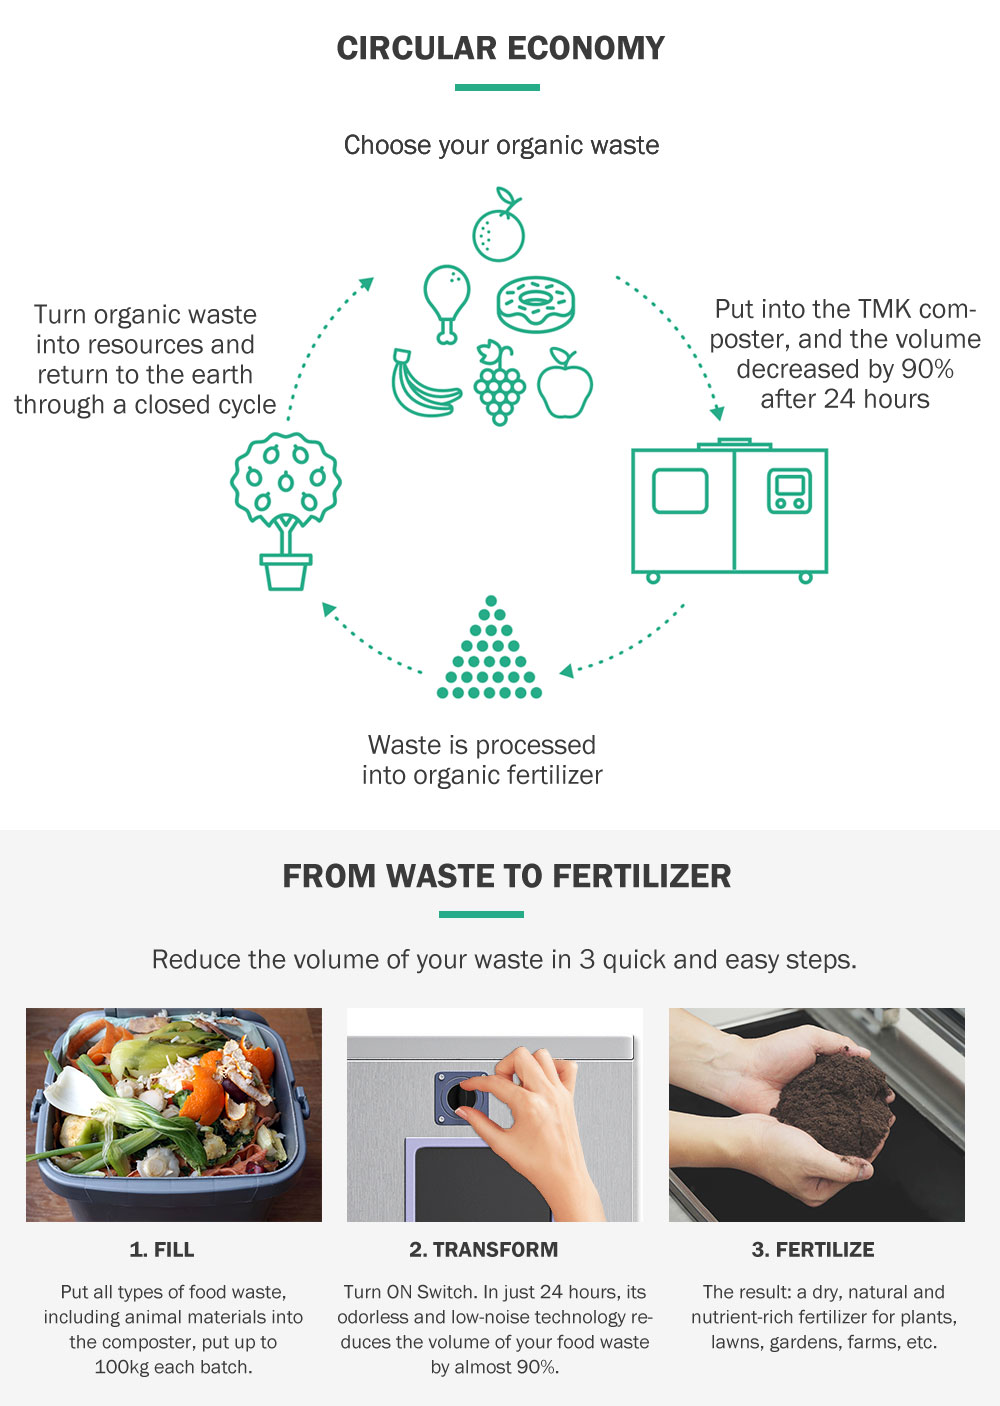 CIRCULAR ECONOMY
Choose your organic waste
Turn organic waste
into resources and
return to the earth
through a closed cycle
Put into the TMK com-
poster, and the volume
decreased by 90%
after 24 hours
Waste is processed
into organic fertilizer
FROM WASTE TO FERTILIZER
Reduce the volume of your waste in 3 quick and easy steps.
1. FILL
Put all types of food waste,
including animal materials into
the composter, put up to
100kg each batch.
2. TRANSFORM
Turn ON Switch. In just 24 hours, its
odorless and low-noise technology re-
duces the volume of your food waste
by almost 90%.
3. FERTILIZE
The result: a dry, natural and
nutrient-rich fertilizer for plants,
lawns, gardens, farms, etc.